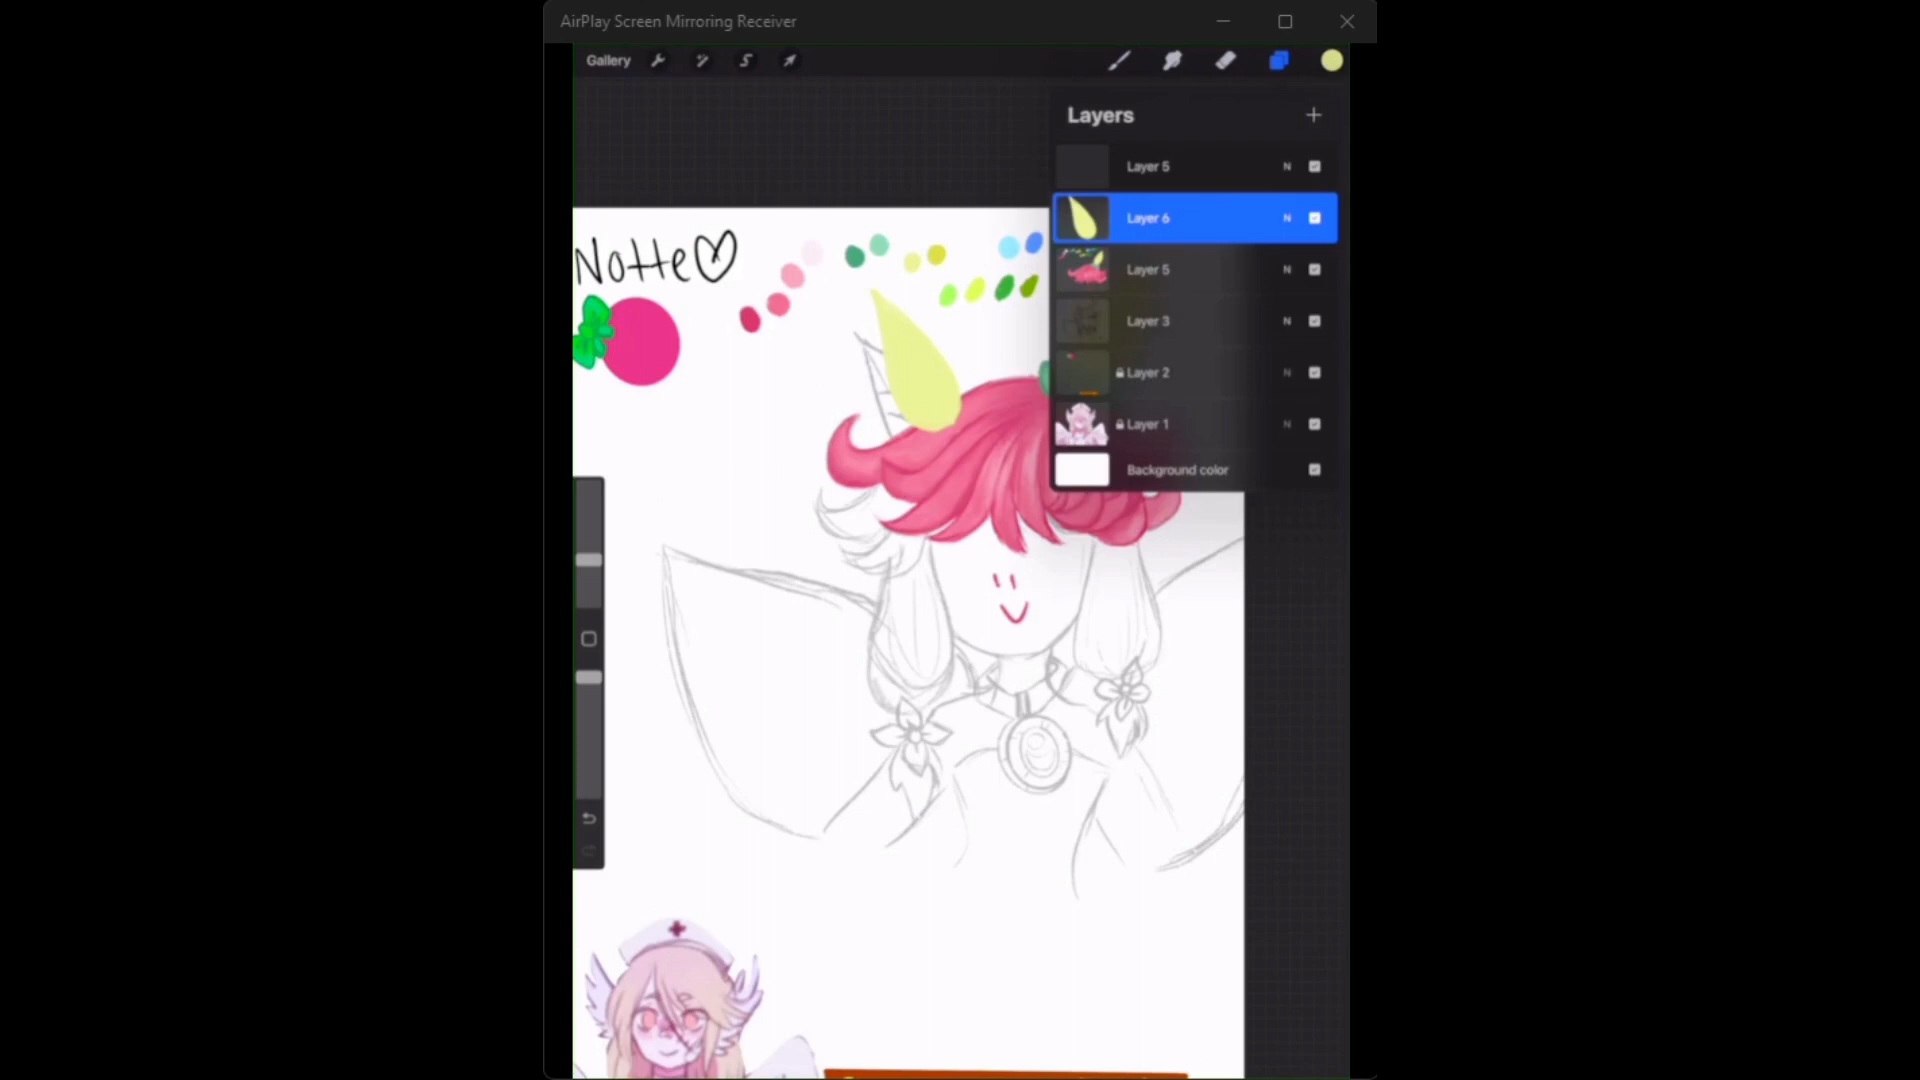 AirPlay Screen Mirroring Receiver
Gallery
Layers
Layer 5 N
Layer 6 N
Layer 5 N
Layer 3 N
Layer 2 N
Layer 1 N
Background color
Notte